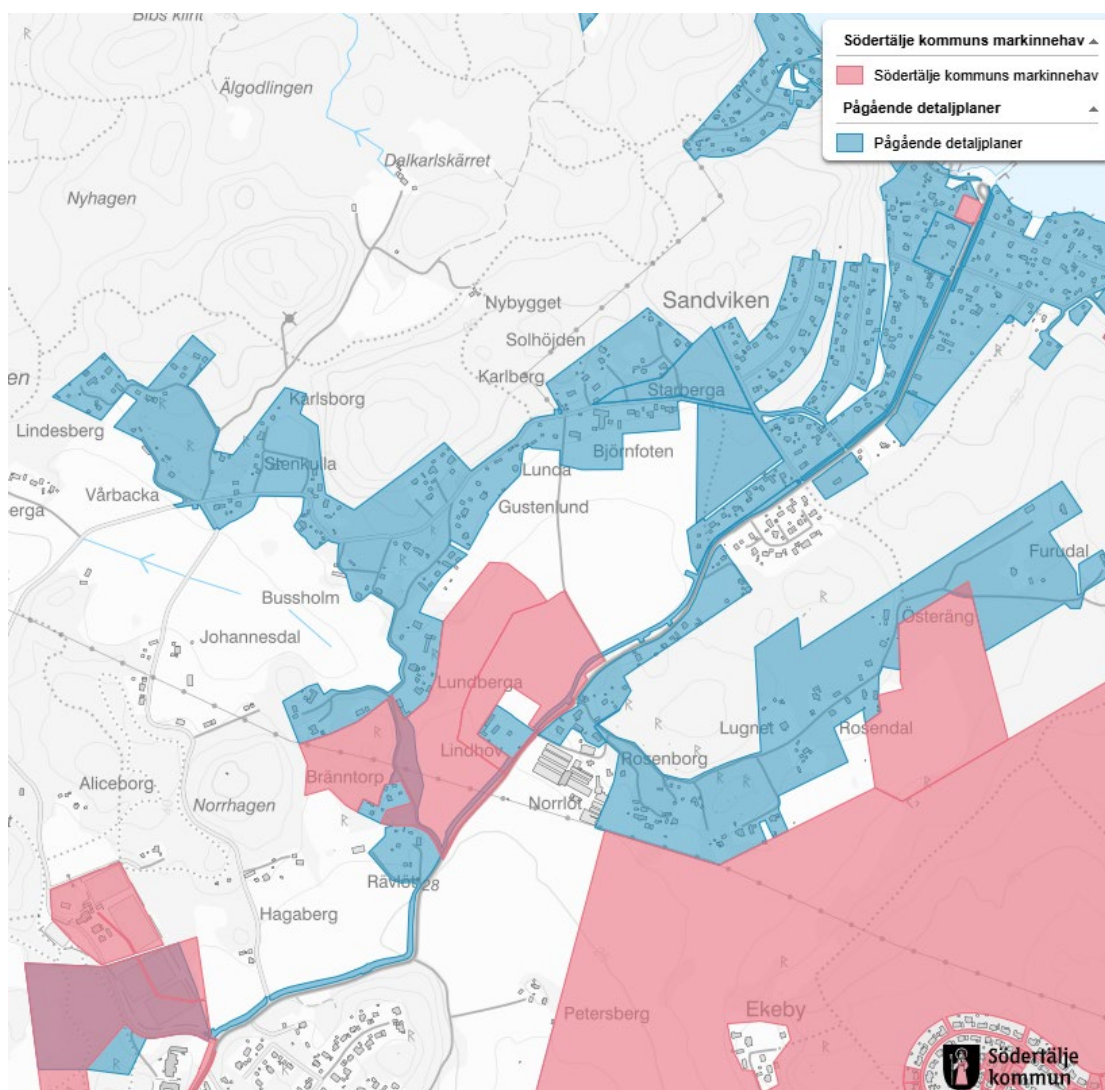 Bibs klint
Södertälje kommuns markinnehav
Södertälje kommuns markinnehav
Pågående detaljplaner
Pågående detaljplaner
Älgodlingen
Dalkarlskärret
Nyhagen
Nybygget
Sandviken
Solhöjden
Karlberg
en
Karlsborg
Starberga
Lindesberg
Björnfoten
Stenkulla
Lunda
Vårbacka
Gustenlund
erga
Furudal
Bussholm
Österäng
Johannesdal
Lundberga
Lugnet
Rosendal
Lindhov
Rosenborg
Bränntorp
Aliceborg
Norrhagen
Norrlöt
Rävlöt
28
Hagaberg
Petersberg
Ekeby
Södertälje
kommun